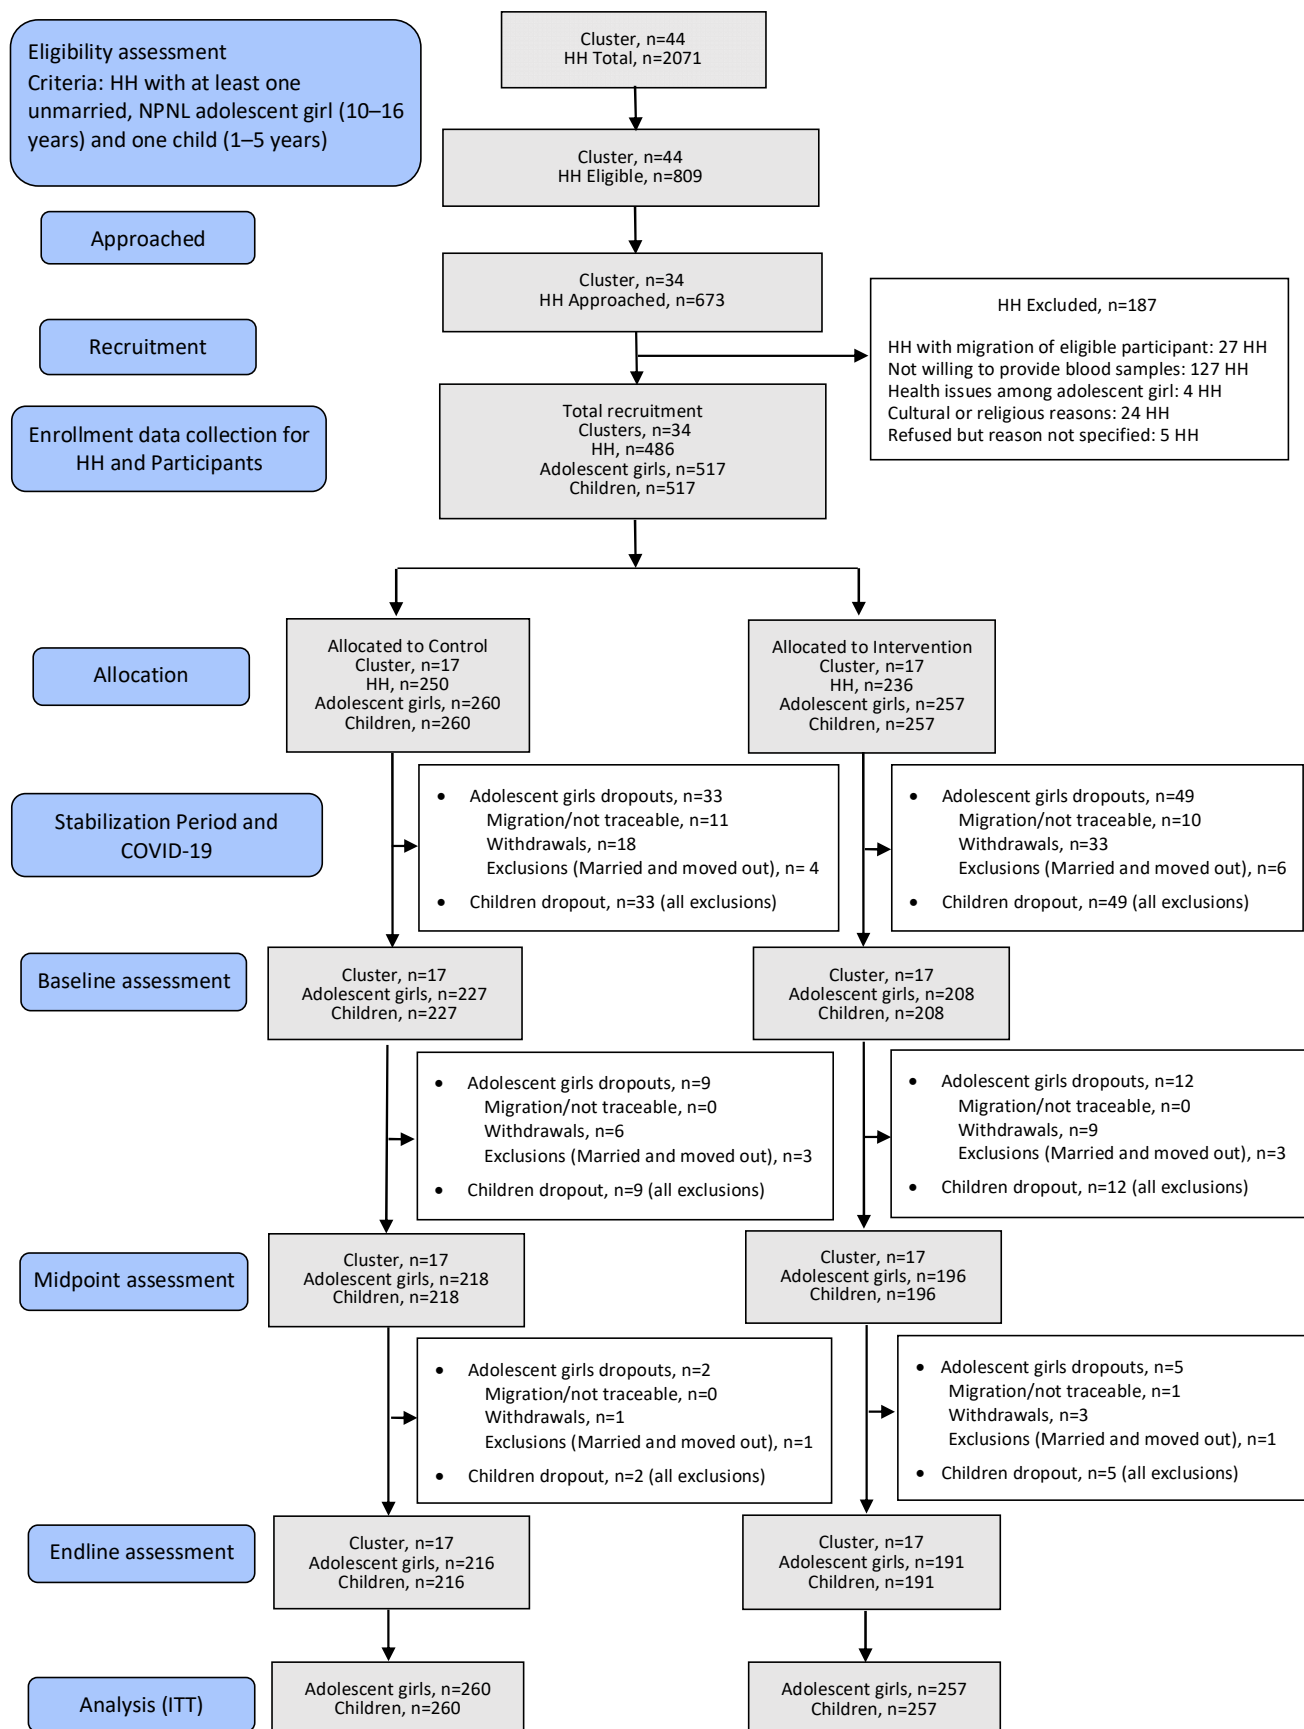 Eligibility assessment
Criteria: HH with at least one
unmarried, NPNL adolescent girl (10–16
years) and one child (1–5 years)
Cluster, n=44
HH Total, n=2071
Cluster, n=44
HH Eligible, n=809
Approached
Cluster, n=34
HH Approached, n=673
Recruitment
HH Excluded, n=187
HH with migration of eligible participant: 27 HH
Not willing to provide blood samples: 127 HH
Health issues among adolescent girl: 4 HH
Cultural or religious reasons: 24 HH
Refused but reason not specified: 5 HH
Enrollment data collection for
HH and Participants
Total recruitment
Clusters, n=34
HH, n=486
Adolescent girls, n=517
Children, n=517
Allocation
Allocated to Control
Cluster, n=17
HH, n=250
Adolescent girls, n=260
Children, n=260
Allocated to Intervention
Cluster, n=17
HH, n=236
Adolescent girls, n=257
Children, n=257
Stabilization Period and
COVID-19
• Adolescent girls dropouts, n=33
Migration/not traceable, n=11
Withdrawals, n=18
Exclusions (Married and moved out), n= 4
• Children dropout, n=33 (all exclusions)
• Adolescent girls dropouts, n=49
Migration/not traceable, n=10
Withdrawals, n=33
Exclusions (Married and moved out), n=6
• Children dropout, n=49 (all exclusions)
Baseline assessment
Cluster, n=17
Adolescent girls, n=227
Children, n=227
Cluster, n=17
Adolescent girls, n=208
Children, n=208
• Adolescent girls dropouts, n=9
Migration/not traceable, n=0
Withdrawals, n=6
Exclusions (Married and moved out), n=3
• Children dropout, n=9 (all exclusions)
• Adolescent girls dropouts, n=12
Migration/not traceable, n=0
Withdrawals, n=9
Exclusions (Married and moved out), n=3
• Children dropout, n=12 (all exclusions)
Midpoint assessment
Cluster, n=17
Adolescent girls, n=218
Children, n=218
Cluster, n=17
Adolescent girls, n=196
Children, n=196
• Adolescent girls dropouts, n=2
Migration/not traceable, n=0
Withdrawals, n=1
Exclusions (Married and moved out), n=1
• Children dropout, n=2 (all exclusions)
• Adolescent girls dropouts, n=5
Migration/not traceable, n=1
Withdrawals, n=3
Exclusions (Married and moved out), n=1
• Children dropout, n=5 (all exclusions)
Endline assessment
Cluster, n=17
Adolescent girls, n=216
Children, n=216
Cluster, n=17
Adolescent girls, n=191
Children, n=191
Analysis (ITT)
Adolescent girls, n=260
Children, n=260
Adolescent girls, n=257
Children, n=257